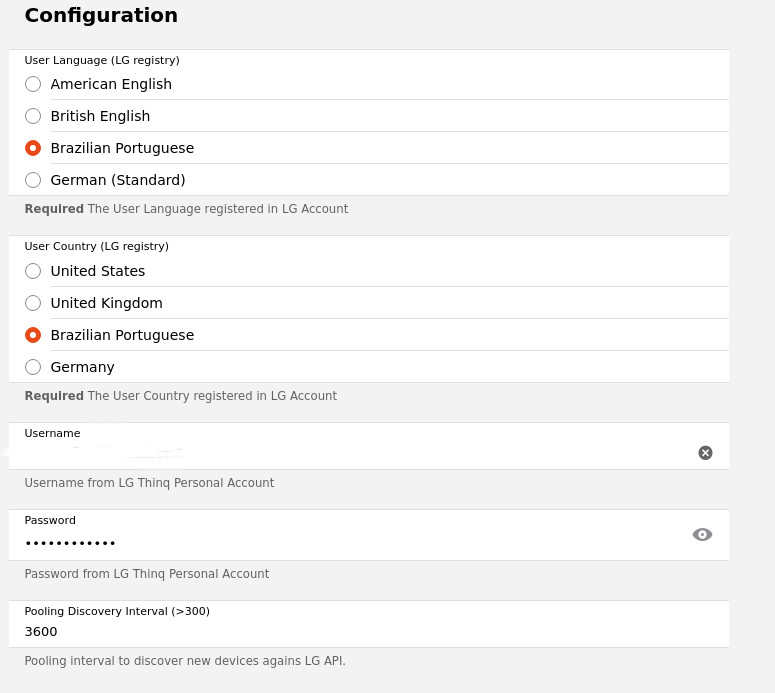 Configuration
User Language (LG registry)
American English
British English
Brazilian Portuguese
German (Standard)
Required The User Language registered in LG Account
User Country (LG registry)
United States
United Kingdom
Brazilian Portuguese
Germany
Required The User Country registered in LG Account
Username
Username from LG Thinq Personal Account
Password
••••••••••••
Password from LG Thinq Personal Account
Pooling Discovery Interval (>300)
3600
Pooling interval to discover new devices agains LG API.